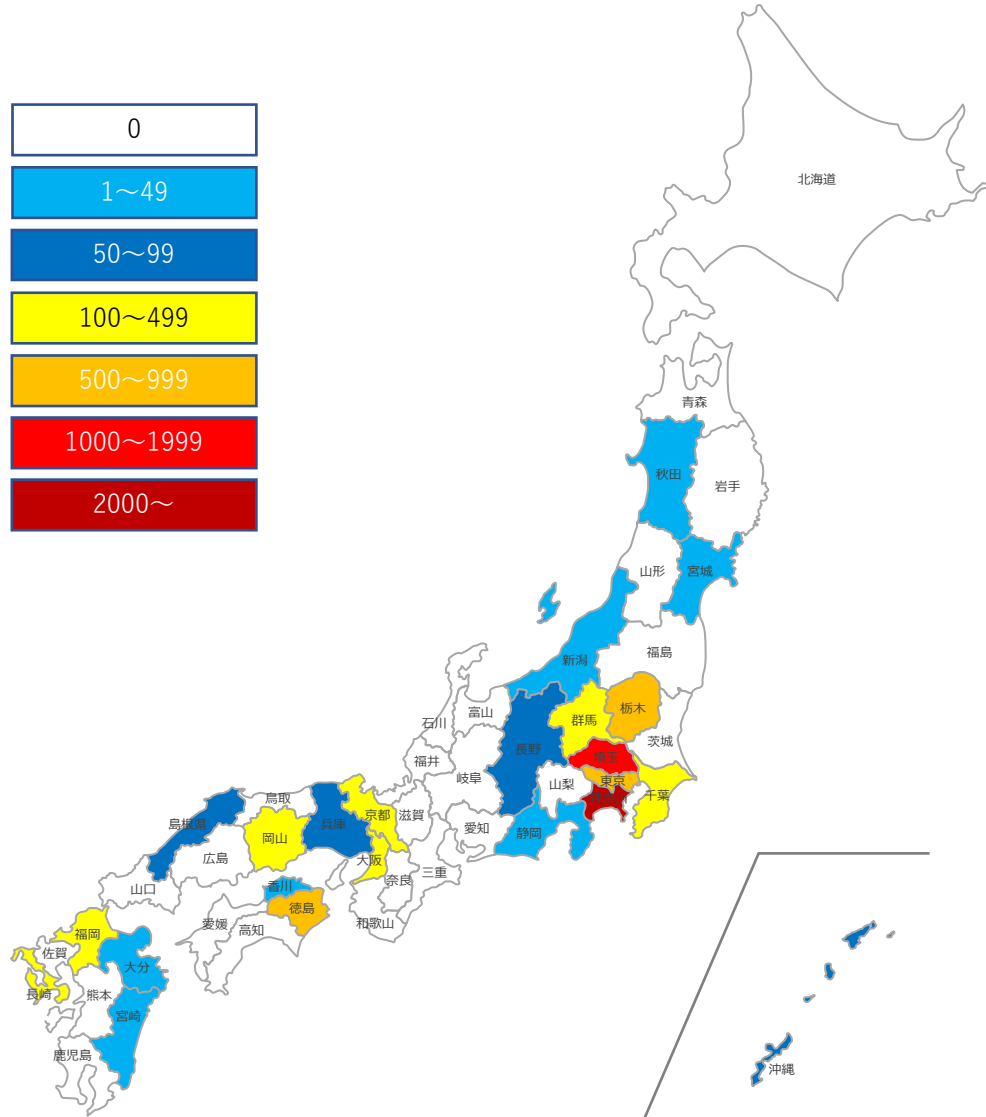 0
1～49
50～99
100～499
500～999
1000～1999
2000～
北海道
青森
秋田
岩手
山形
宮城
新潟
福島
富山
石川
群馬
栃木
茨城
長野
埼玉
福井
岐阜
山梨
東京
千葉
鳥取
京都
滋賀
島根県
兵庫
岡山
愛知
静岡
広島
大阪
奈良
三重
山口
香川
徳島
愛媛
高知
和歌山
福岡
佐賀
大分
長崎
熊本
宮崎
鹿児島
沖縄